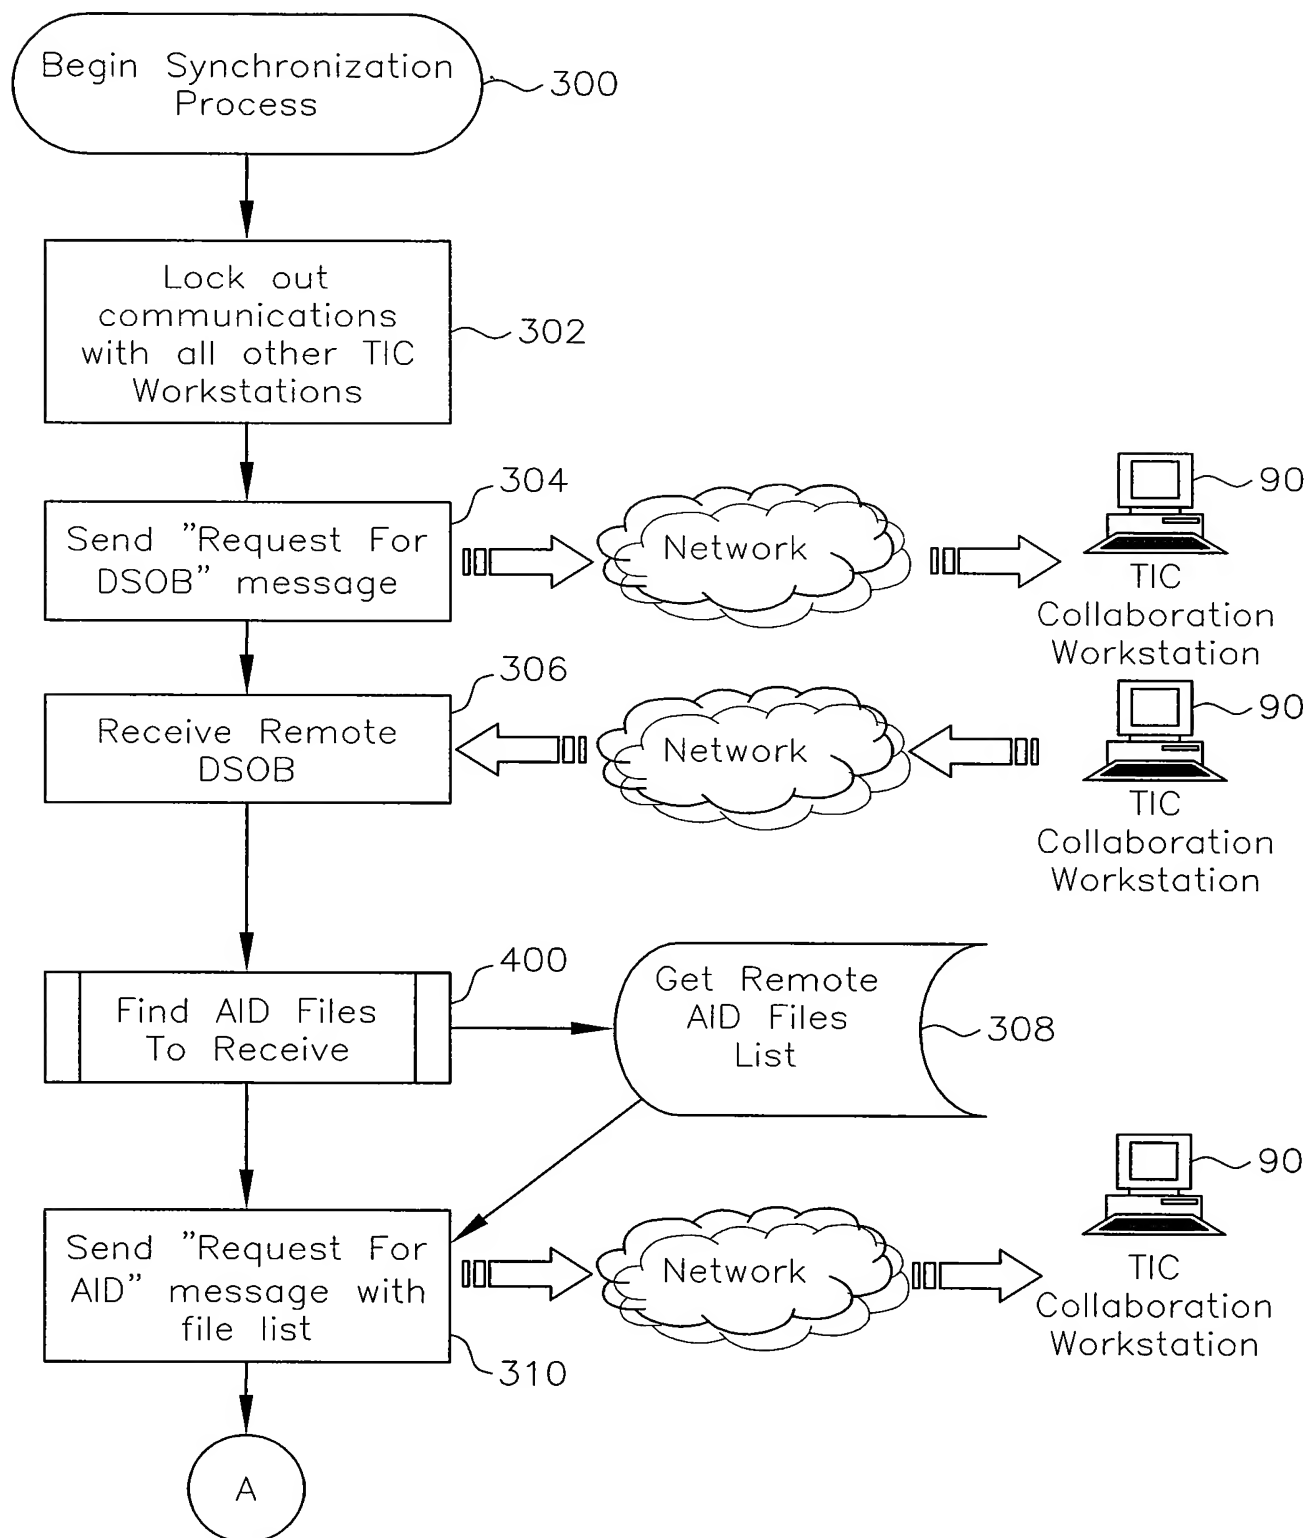 Begin Synchronization
Process
300
Lock out
communications
with all other TIC
Workstations
302
304
Send "Request For
DSOB" message
Network
90
TIC
Collaboration
Workstation
306
Receive Remote
DSOB
Network
90
TIC
Collaboration
Workstation
400
Find AID Files
To Receive
Get Remote
AID Files
List
308
Send "Request For
AID" message with
file list
310
Network
90
TIC
Collaboration
Workstation
A